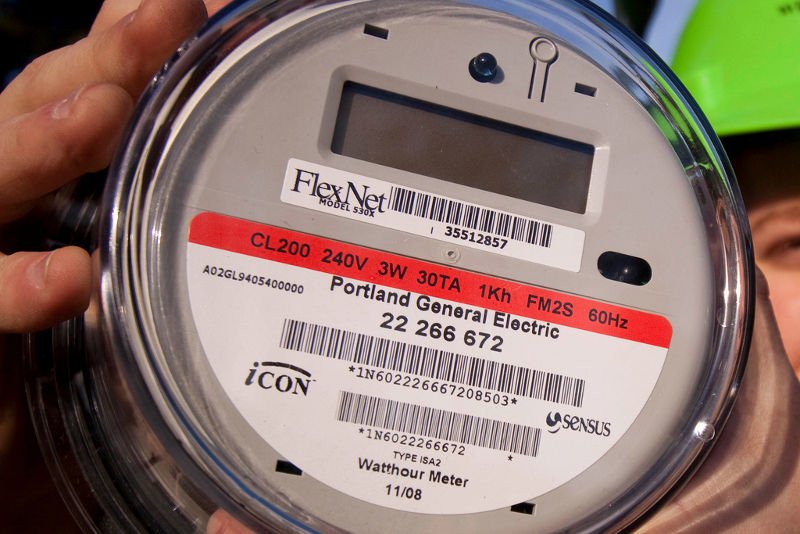 FlexNet
MODEL 530X
35512857
CL200 240V 3W 30TA 1Kh FM2S 60Hz
A02GL9405400000
Portland General Electric
22 266 672
*1N602226667208503*
iCON
SENSUS
*1N6022266672 *
TYPE ISA2
Watthour Meter
11/08